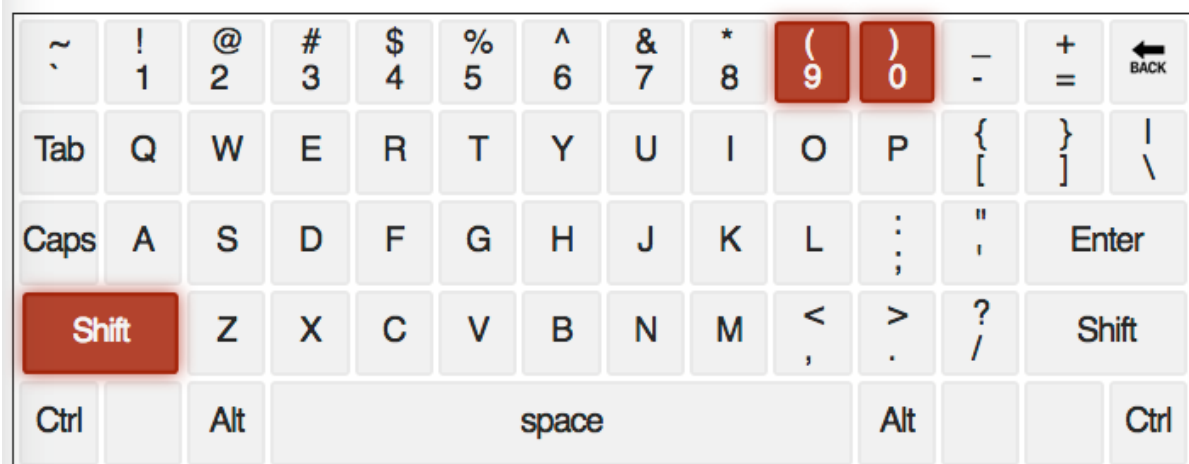 ~ ! @ # $ % ^ & * ( ) _ +
` 1 2 3 4 5 6 7 8 9 0 - = BACK
Tab Q W E R T Y U I O P { } |
[ ] \
Caps A S D F G H J K L : " Enter
; '
Shift Z X C V B N M < > ? Shift
, . /
Ctrl Alt space Alt Ctrl